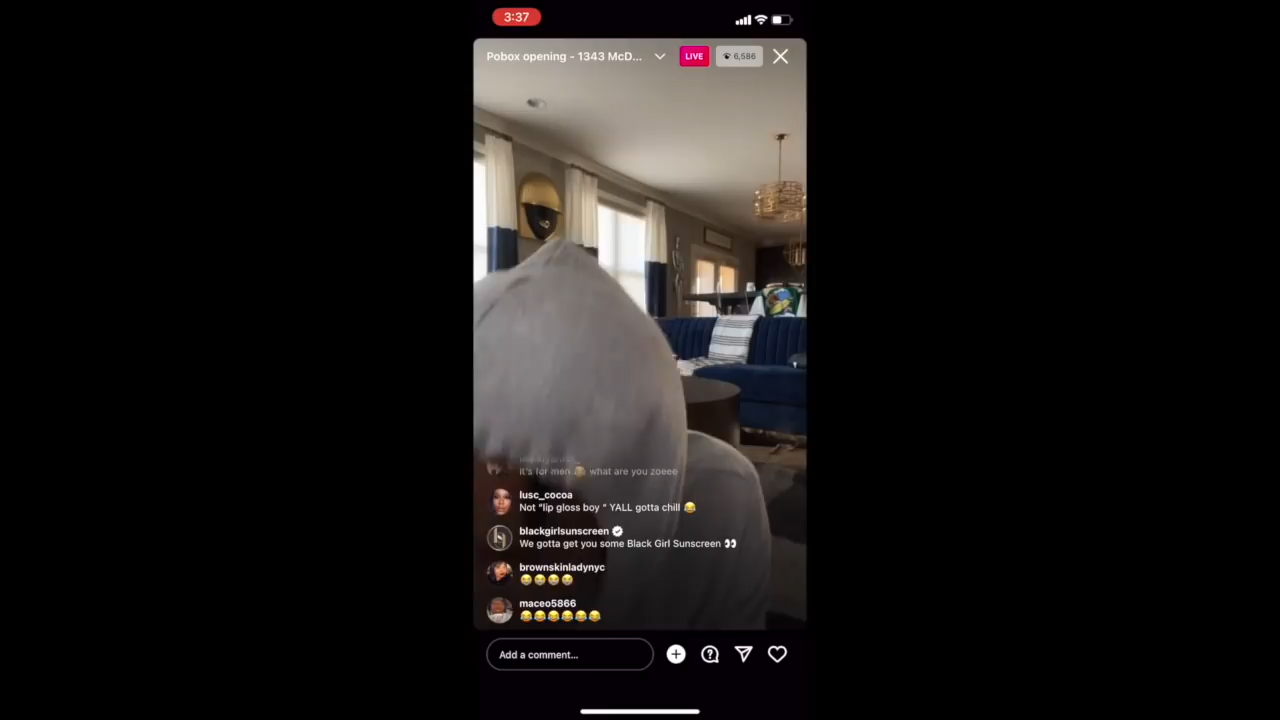 3:37
Pobox opening - 1343 McD...
LIVE
6,586
It's for men 😂 what are you zoeee
lusc_cocoa
Not "lip gloss boy " YALL gotta chill 😂
blackgirlsunscreen
We gotta get you some Black Girl Sunscreen 👀
brownskinladynyc
😂😂😂😂
maceo5866
😂😂😂😂😂😂
Add a comment...